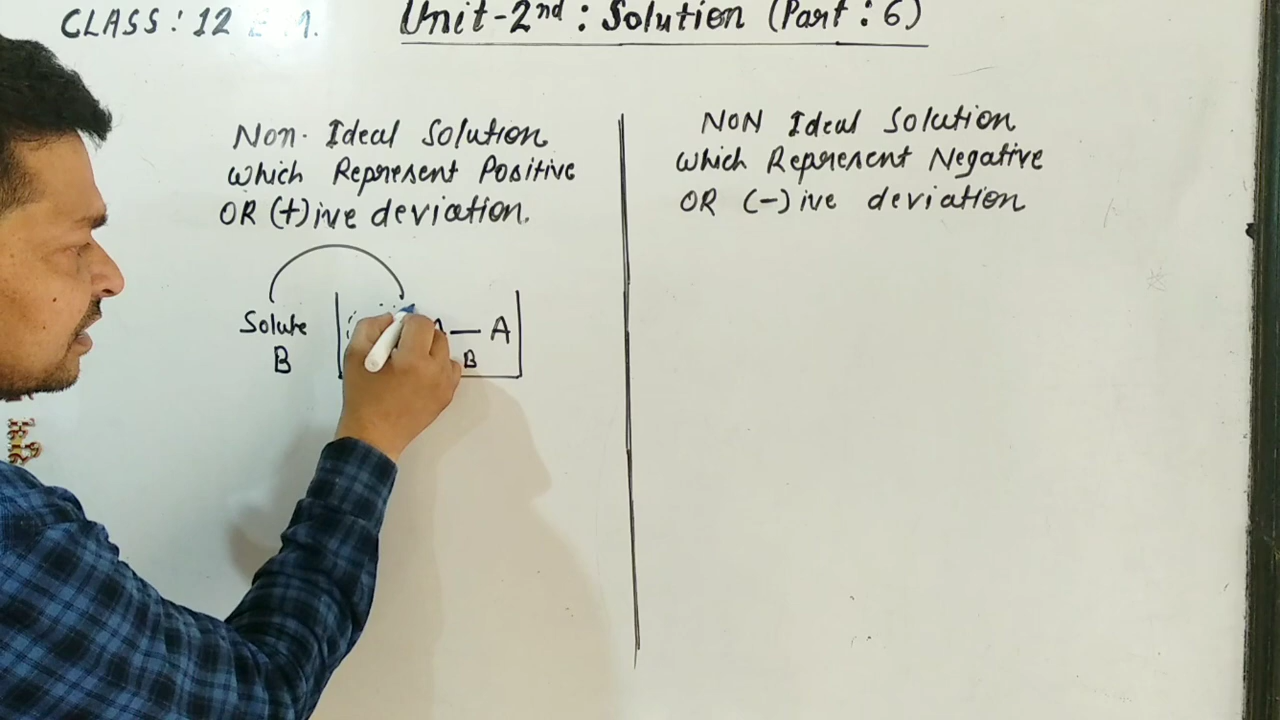 CLASS : 12 E.M.
Unit-2nd : Solution (Part : 6)
Non- Ideal Solution
which Represent Positive
OR (+)ive deviation.
Solute
B
A — A
B
NON Ideal Solution
which Represent Negative
OR (-)ive deviation